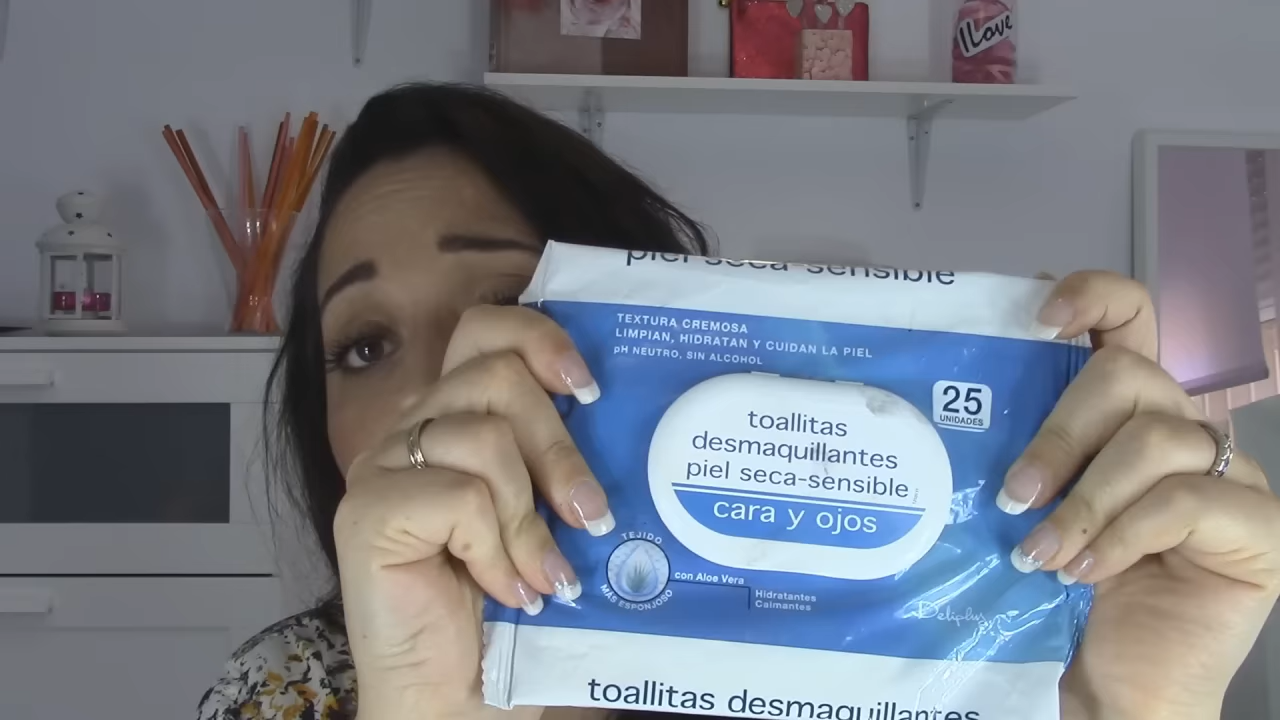 I Love
piel seca-sensible
TEXTURA CREMOSA
LIMPIAN, HIDRATAN Y CUIDAN LA PIEL
pH NEUTRO, SIN ALCOHOL
25
UNIDADES
toallitas
desmaquillantes
piel seca-sensible
cara y ojos
TEJIDO
MÁS ESPONJOSO
con Aloe Vera
Hidratantes
Calmantes
Deliplus
toallitas desmaquillantes